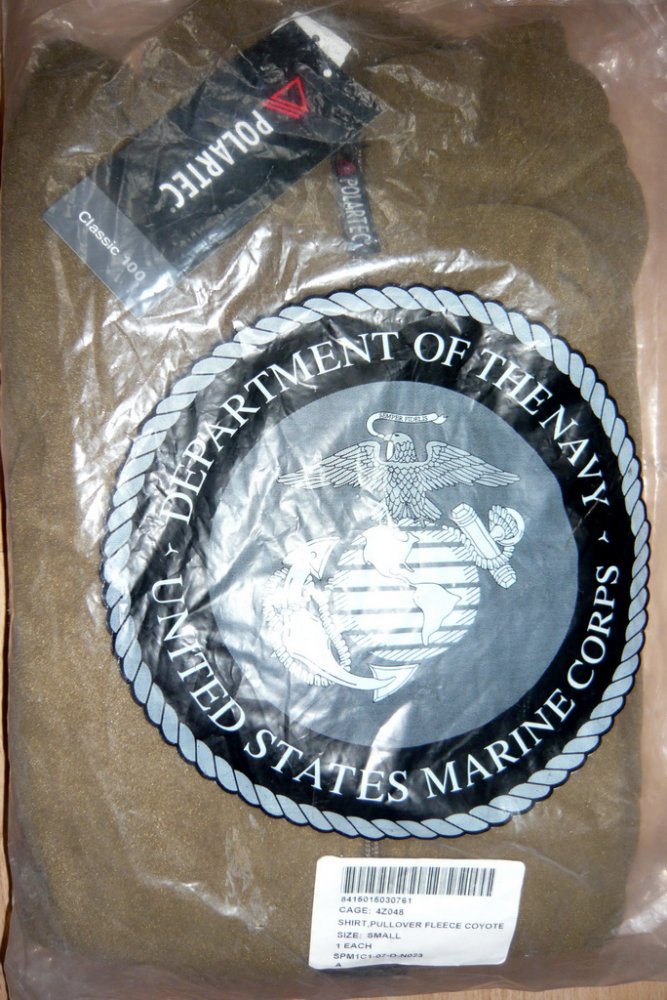 POLARTEC
Classic 100
POLARTEC
DEPARTMENT OF THE NAVY
SEMPER FIDELIS
UNITED STATES MARINE CORPS
8415015030761
CAGE: 4Z048
SHIRT,PULLOVER FLEECE COYOTE
SIZE: SMALL
1 EACH
SPM1C1-07-D-N023
A